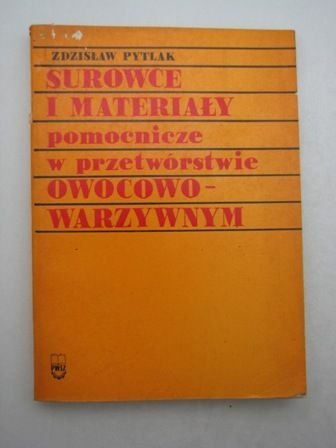 ZDZISŁAW PYTLAK
SUROWCE
I MATERIAŁY
pomocnicze
w przetwórstwie
OWOCOWO-
WARZYWNYM